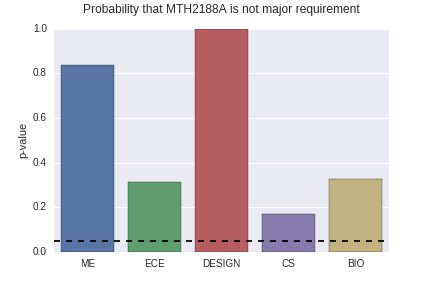 Probability that MTH2188A is not major requirement
1.0
0.8
0.6
0.4
0.2
0.0
p-value
ME ECE DESIGN CS BIO